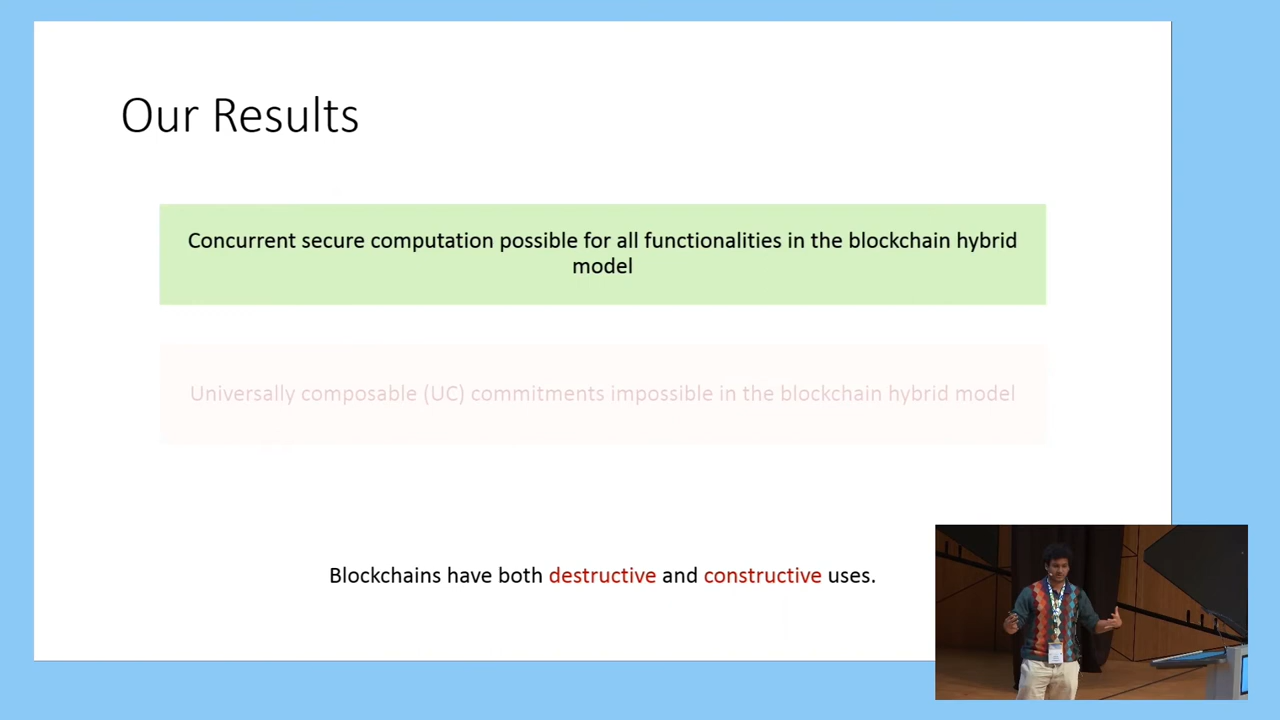 Our Results
Concurrent secure computation possible for all functionalities in the blockchain hybrid
model
Universally composable (UC) commitments impossible in the blockchain hybrid model
Blockchains have both destructive and constructive uses.